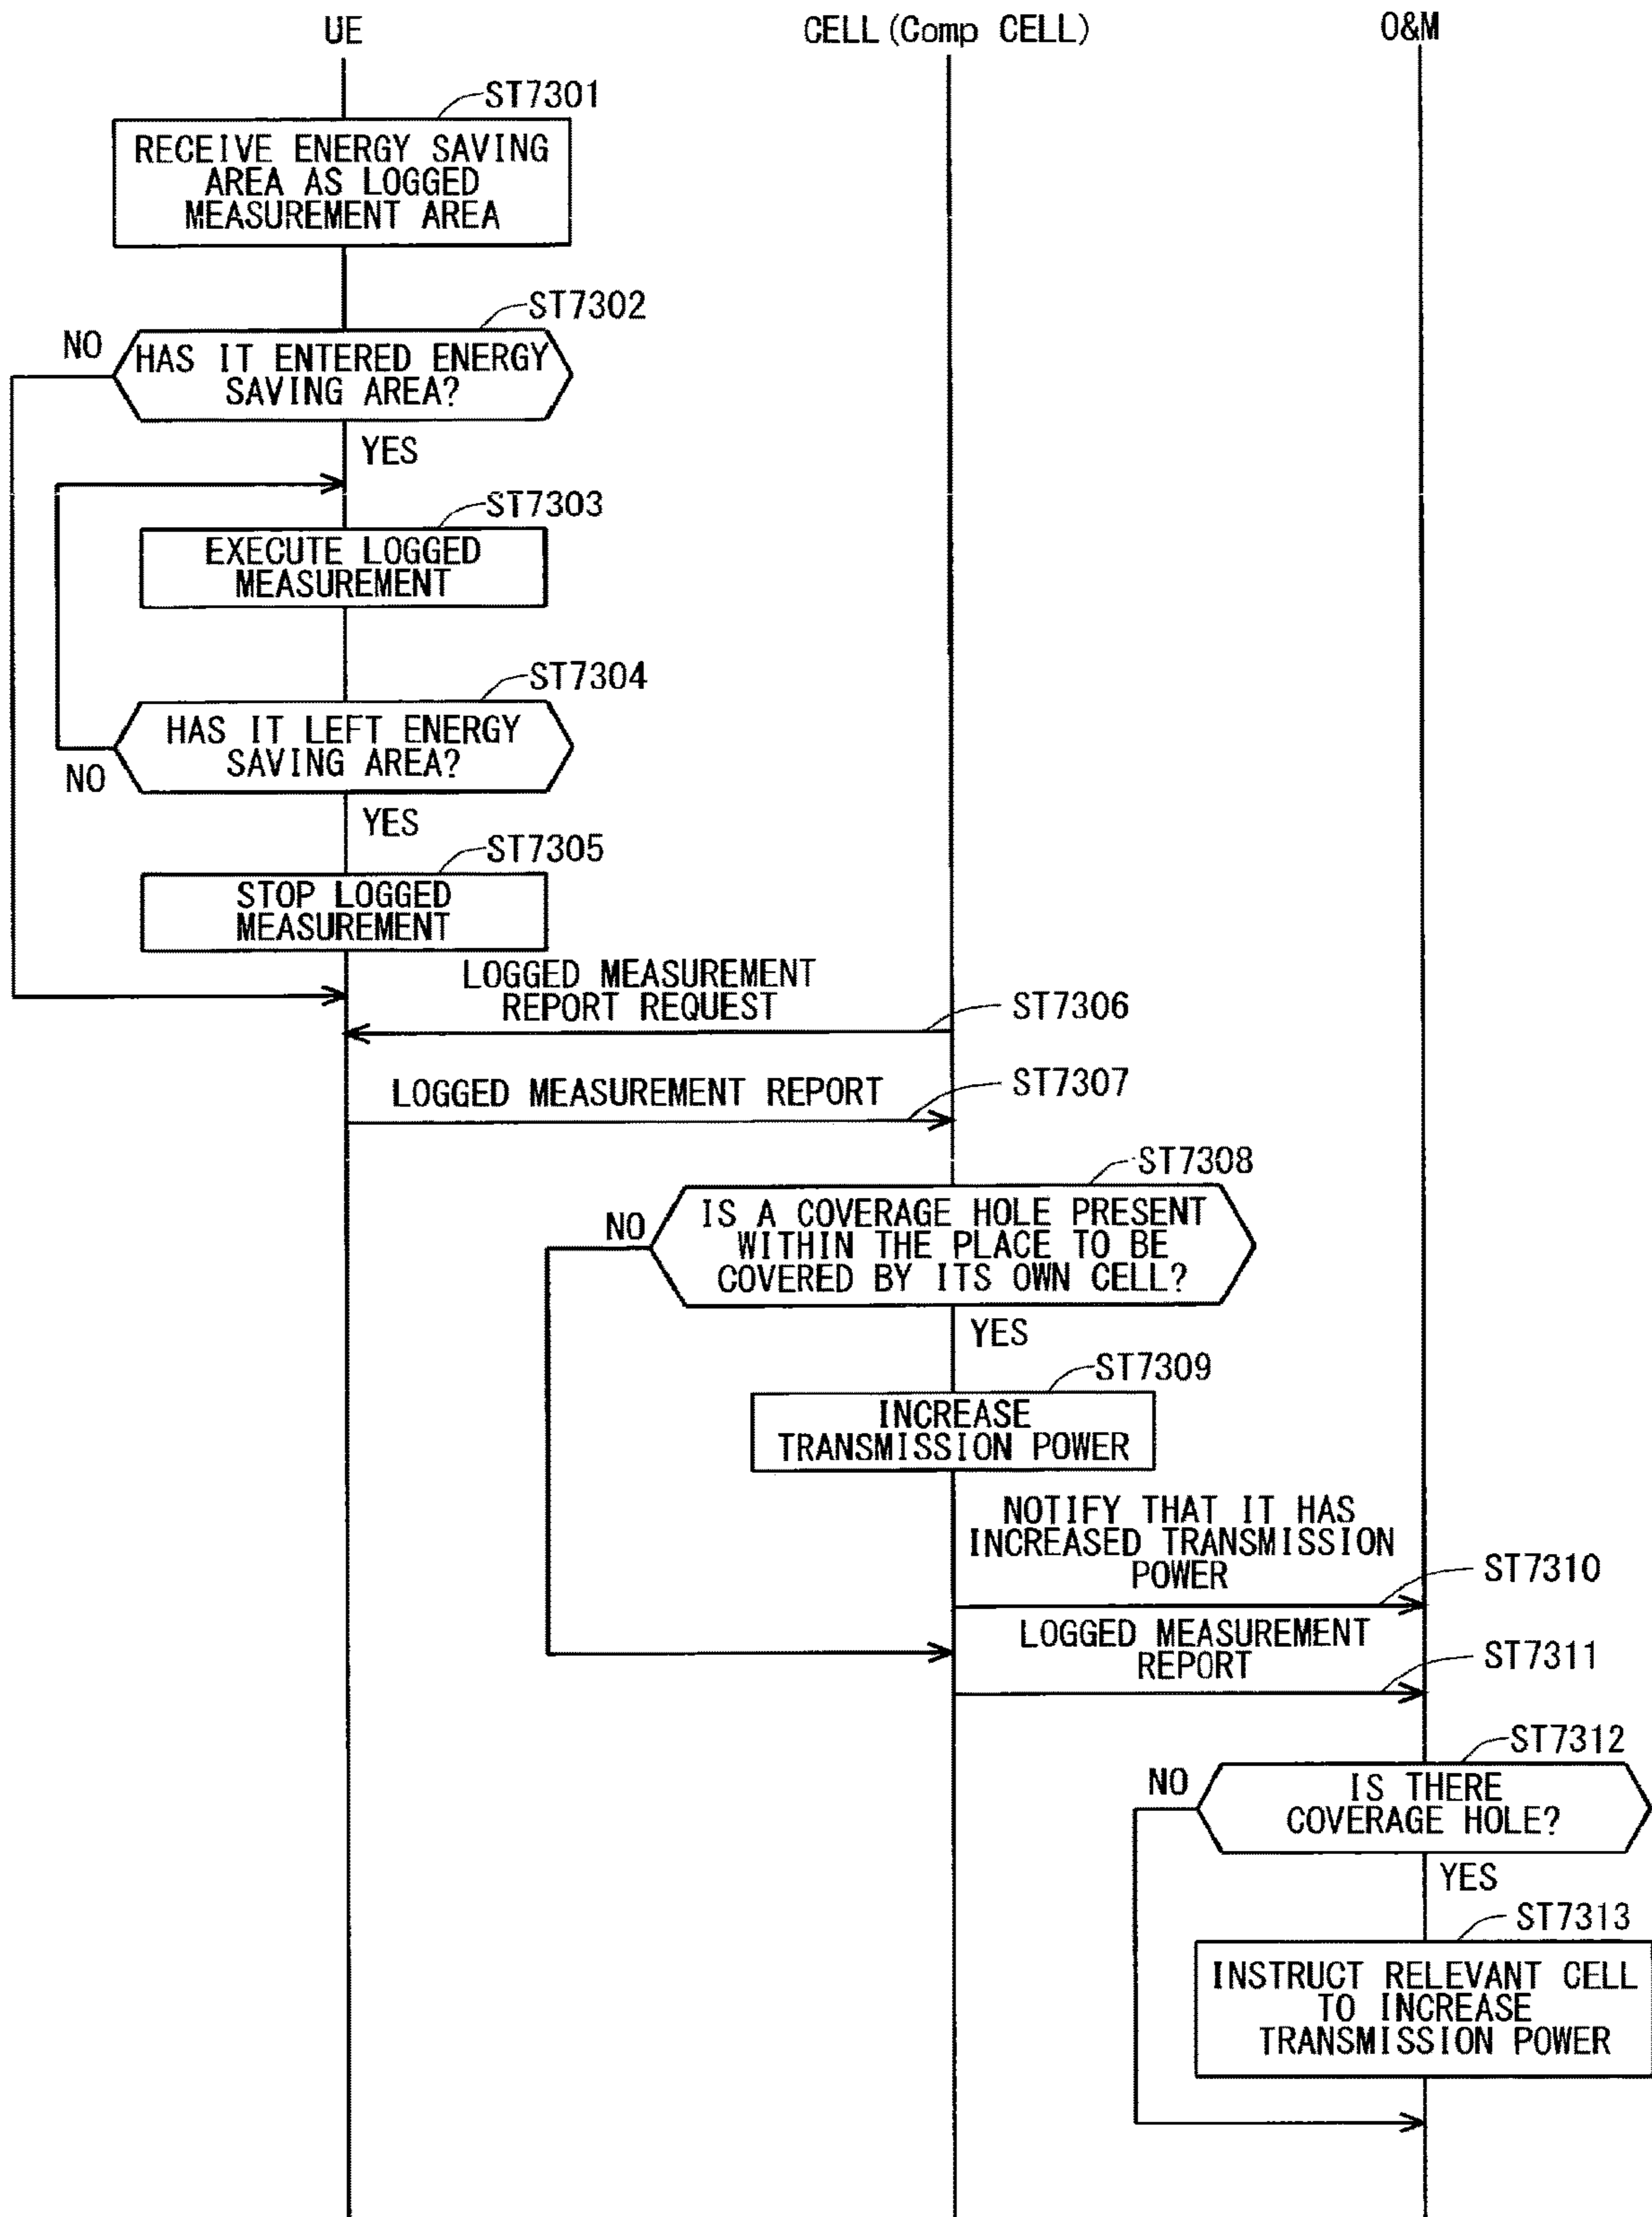 UE
CELL(Comp CELL)
O&M
ST7301
RECEIVE ENERGY SAVING
AREA AS LOGGED
MEASUREMENT AREA
ST7302
NO
HAS IT ENTERED ENERGY
SAVING AREA?
YES
ST7303
EXECUTE LOGGED
MEASUREMENT
ST7304
HAS IT LEFT ENERGY
SAVING AREA?
NO
YES
ST7305
STOP LOGGED
MEASUREMENT
LOGGED MEASUREMENT
REPORT REQUEST
ST7306
LOGGED MEASUREMENT REPORT
ST7307
ST7308
NO
IS A COVERAGE HOLE PRESENT
WITHIN THE PLACE TO BE
COVERED BY ITS OWN CELL?
YES
ST7309
INCREASE
TRANSMISSION POWER
NOTIFY THAT IT HAS
INCREASED TRANSMISSION
POWER
ST7310
LOGGED MEASUREMENT
REPORT
ST7311
ST7312
NO
IS THERE
COVERAGE HOLE?
YES
ST7313
INSTRUCT RELEVANT CELL
TO INCREASE
TRANSMISSION POWER